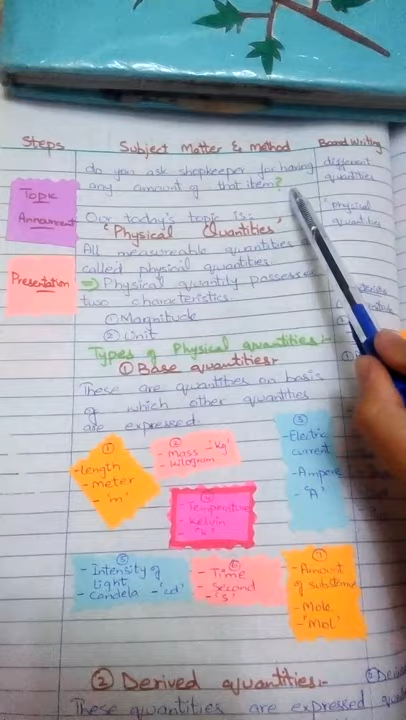 Steps
Subject Matter & Method
Board Writing
do you ask shopkeeper for having
any amount of that item?
different
quantities
Topic
Announcement
Our today's topic is:
'Physical Quantities'
Physical
quantities
All measureable quantities
called physical quantities.
Presentation
⇒ Physical quantity possesses
two characteristics.
① Magnitude
② Unit
Types of Physical quantities:-
① Base quantities:-
These are quantities on basis
of which other quantities
are expressed.
①
-Length
- Meter
- 'm'
② 
- Mass - 'Kg'
- Kilogram
③
- Electric
current
- Ampere
- 'A'
④
- Temperature
- Kelvin
- 'K'
⑤
- Intensity of
light
- Candela - 'cd'
⑥
- Time
- Second
- 'S'
⑦
- Amount
of substance
- Mole
'Mol'
② Derived quantities:-
These quantities are expressed